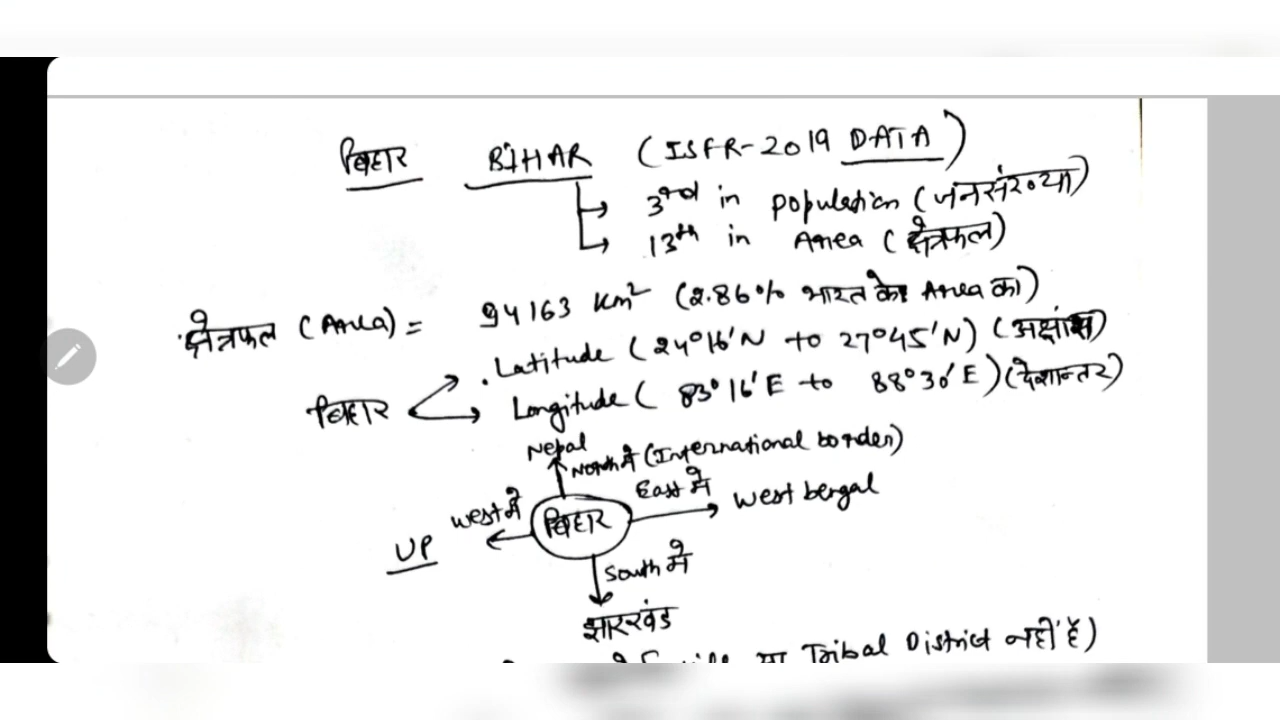 बिहार BIHAR (ISFR-2019 DATA)
→ 3rd in population (जनसंख्या)
→ 13th in Area (क्षेत्रफल)
क्षेत्रफल (Area) = 94163 Km² (2.86% भारत के Area का)
Latitude (24°16'N to 27°45'N) (अक्षांश)
बिहार
Longitude (83°16'E to 88°30'E) (देशान्तर)
Nepal
North में (International border)
East में West bengal
West में बिहार
UP
South में
झारखंड
या Tribal District नहीं है)